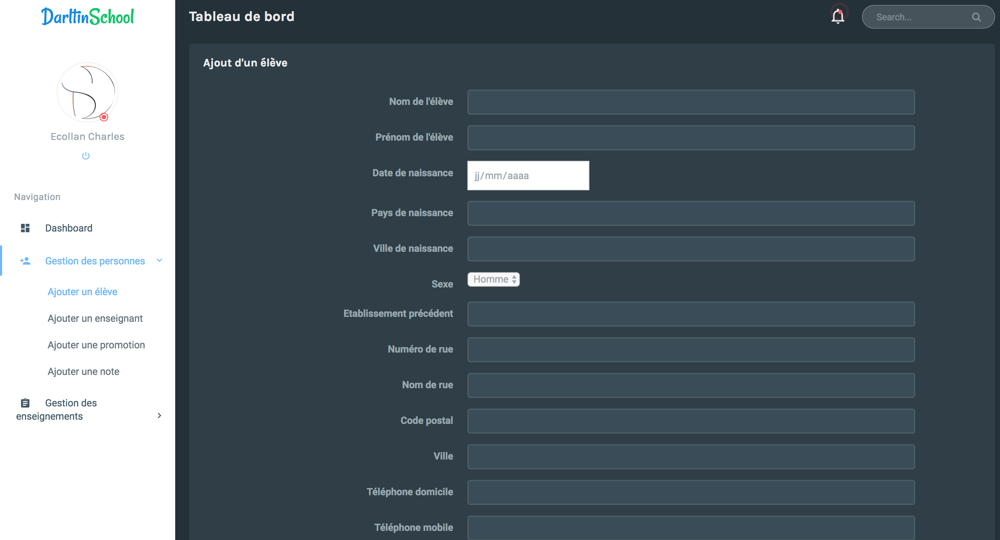 DarttinSchool
Ecollan Charles
Navigation
Dashboard
Gestion des personnes
Ajouter un élève
Ajouter un enseignant
Ajouter une promotion
Ajouter une note
Gestion des
enseignements
Tableau de bord
Search...
Ajout d'un élève
Nom de l'élève
Prénom de l'élève
Date de naissance
jj/mm/aaaa
Pays de naissance
Ville de naissance
Sexe
Homme
Etablissement précédent
Numéro de rue
Nom de rue
Code postal
Ville
Téléphone domicile
Téléphone mobile